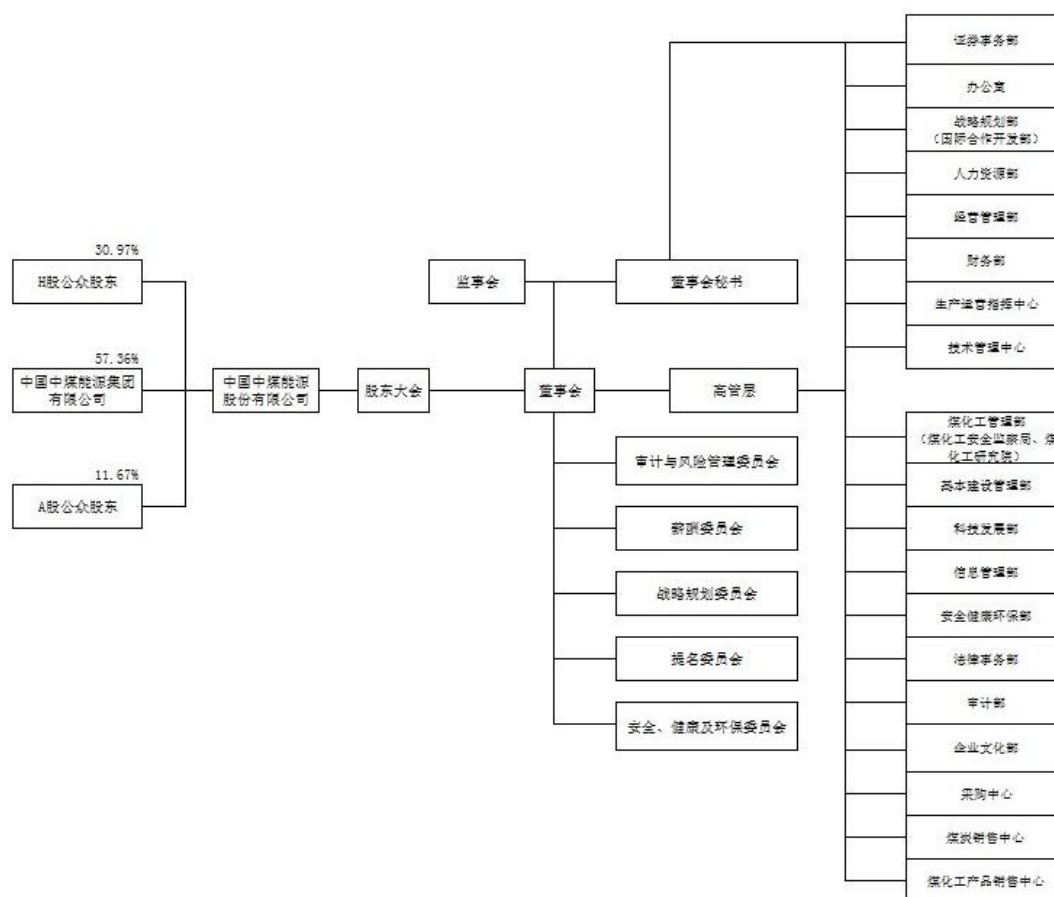 30.97%
H股公众股东
57.36%
中国中煤能源集团
有限公司
11.67%
A股公众股东
中国中煤能源
股份有限公司
股东大会
监事会
董事会
董事会秘书
高管层
审计与风险管理委员会
薪酬委员会
战略规划委员会
提名委员会
安全、健康及环保委员会
证券事务部
办公室
战略规划部
（国际合作开发部）
人力资源部
经营管理部
财务部
生产运营指挥中心
技术管理中心
煤化工管理部
（煤化工安全监察局、煤
化工研究院）
基本建设管理部
科技发展部
信息管理部
安全健康环保部
法律事务部
审计部
企业文化部
采购中心
煤炭销售中心
煤化工产品销售中心